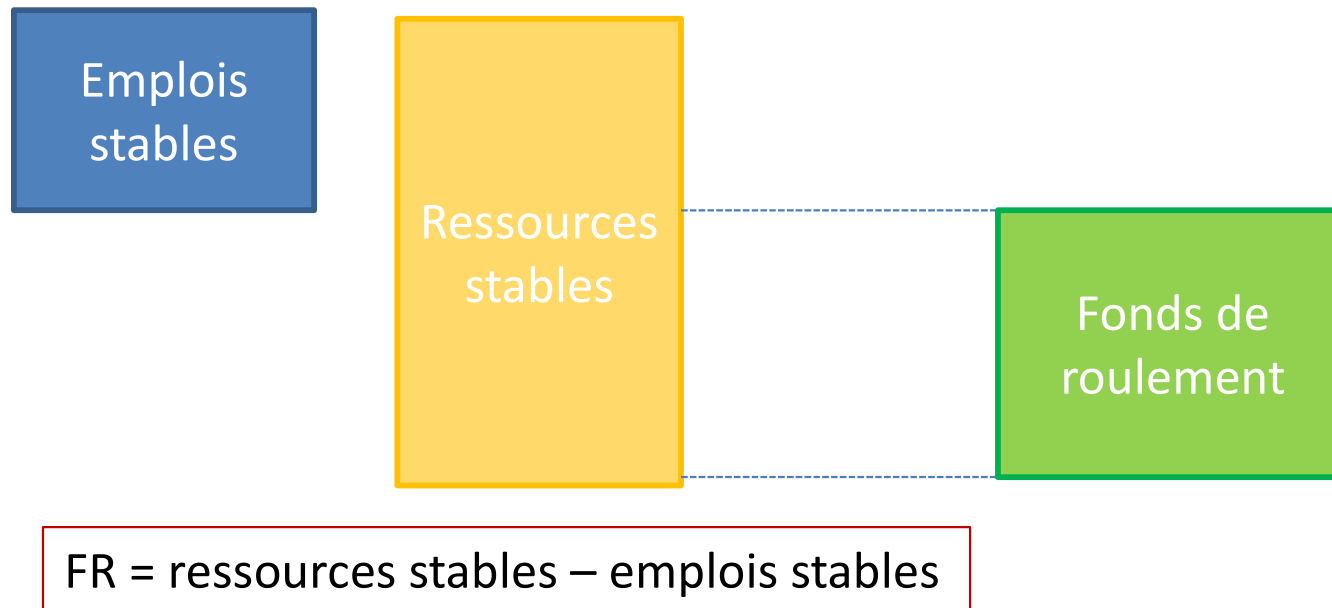 Emplois
stables
Ressources
stables
Fonds de
roulement
FR = ressources stables – emplois stables